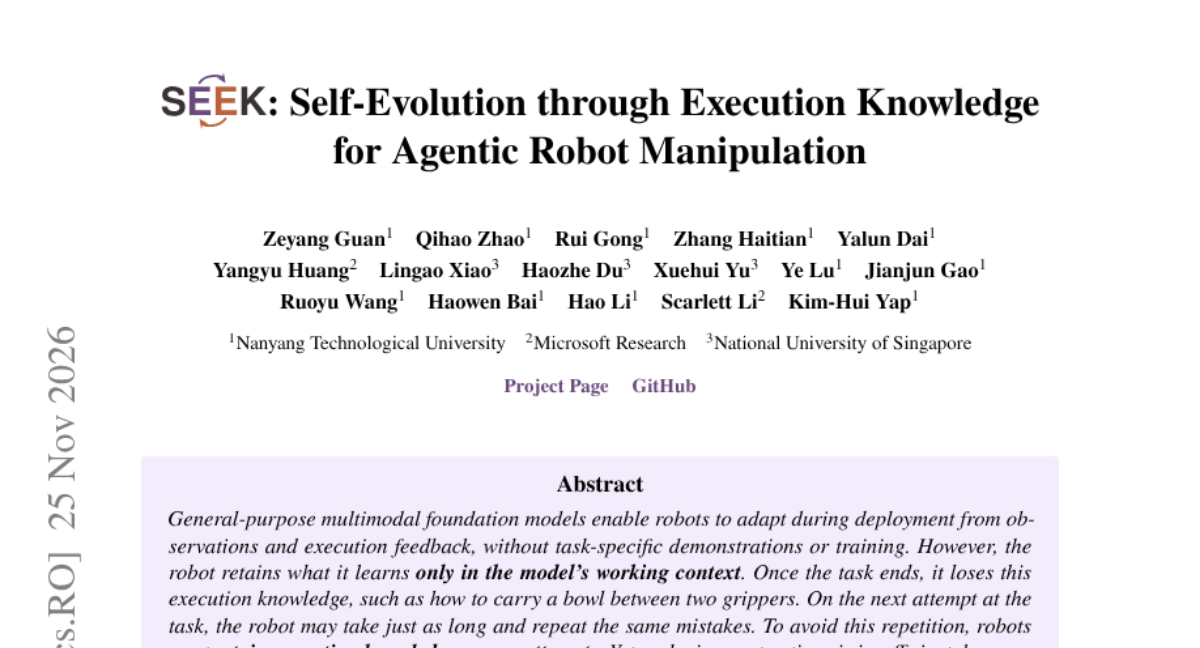 SEEK: Self-Evolution through Execution Knowledge
for Agentic Robot Manipulation
Zeyang Guan1 Qihao Zhao1 Rui Gong1 Zhang Haitian1 Yalun Dai1
Yangyu Huang2 Lingao Xiao3 Haozhe Du3 Xuehui Yu3 Ye Lu1 Jianjun Gao1
Ruoyu Wang1 Haowen Bai1 Hao Li1 Scarlett Li2 Kim-Hui Yap1
1Nanyang Technological University 2Microsoft Research 3National University of Singapore
Project Page GitHub
cs.RO] 25 Nov 2026
Abstract
General-purpose multimodal foundation models enable robots to adapt during deployment from ob-
servations and execution feedback, without task-specific demonstrations or training. However, the
robot retains what it learns only in the model's working context. Once the task ends, it loses this
execution knowledge, such as how to carry a bowl between two grippers. On the next attempt at the
task, the robot may take just as long and repeat the same mistakes. To avoid this repetition, robots